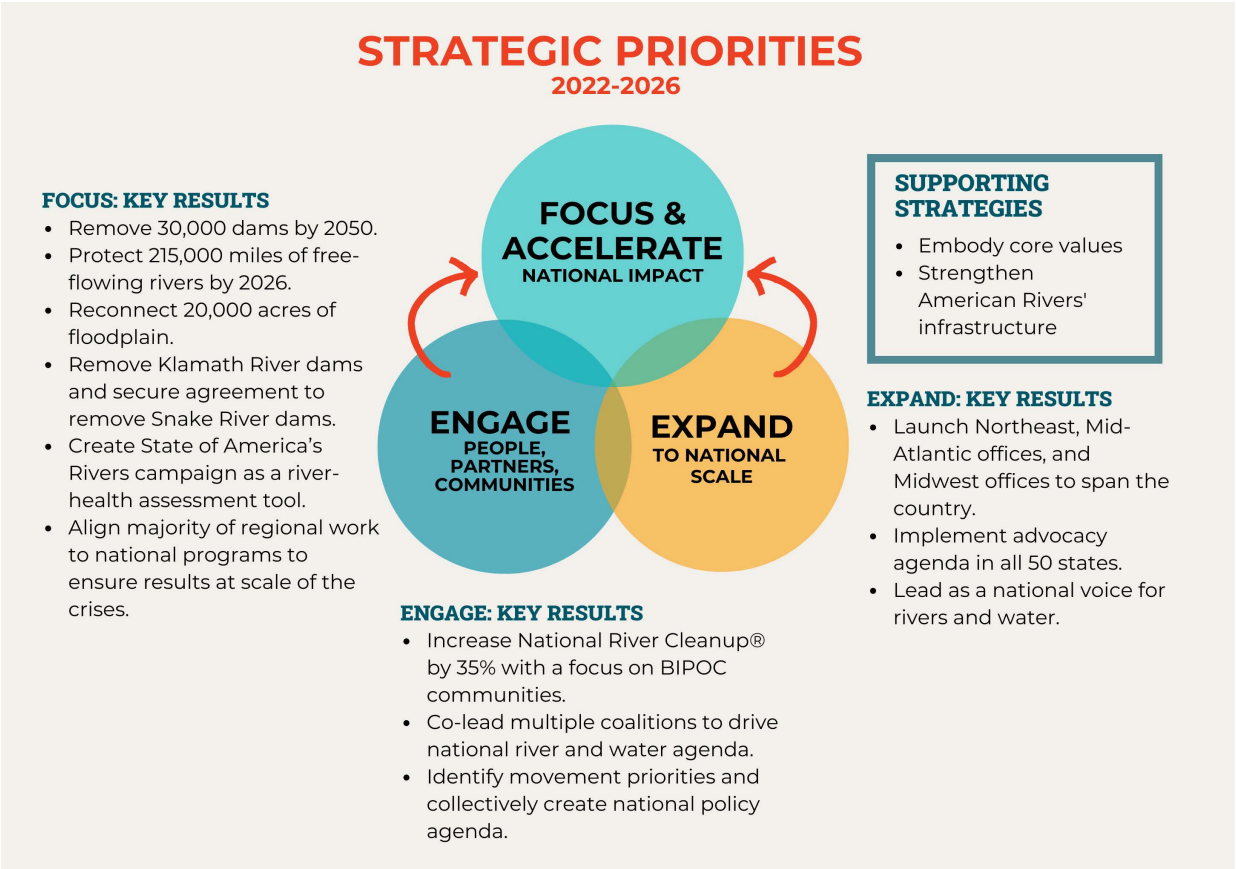 STRATEGIC PRIORITIES
2022-2026
FOCUS & 
ACCELERATE
NATIONAL IMPACT
ENGAGE
PEOPLE,
PARTNERS,
COMMUNITIES
EXPAND
TO NATIONAL
SCALE
FOCUS: KEY RESULTS
• Remove 30,000 dams by 2050.
• Protect 215,000 miles of free-
flowing rivers by 2026.
• Reconnect 20,000 acres of
floodplain.
• Remove Klamath River dams
and secure agreement to
remove Snake River dams.
• Create State of America’s
Rivers campaign as a river-
health assessment tool.
• Align majority of regional work
to national programs to
ensure results at scale of the
crises.
ENGAGE: KEY RESULTS
• Increase National River Cleanup®
by 35% with a focus on BIPOC
communities.
• Co-lead multiple coalitions to drive
national river and water agenda.
• Identify movement priorities and
collectively create national policy
agenda.
SUPPORTING
STRATEGIES
• Embody core values
• Strengthen
American Rivers'
infrastructure
EXPAND: KEY RESULTS
• Launch Northeast, Mid-
Atlantic offices, and
Midwest offices to span the
country.
• Implement advocacy
agenda in all 50 states.
• Lead as a national voice for
rivers and water.